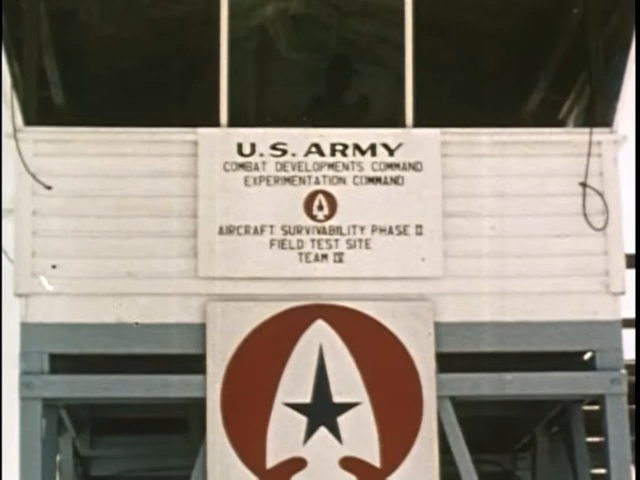 U.S. ARMY
COMBAT DEVELOPMENTS COMMAND
EXPERIMENTATION COMMAND
AIRCRAFT SURVIVABILITY PHASE II
FIELD TEST SITE
TEAM IV